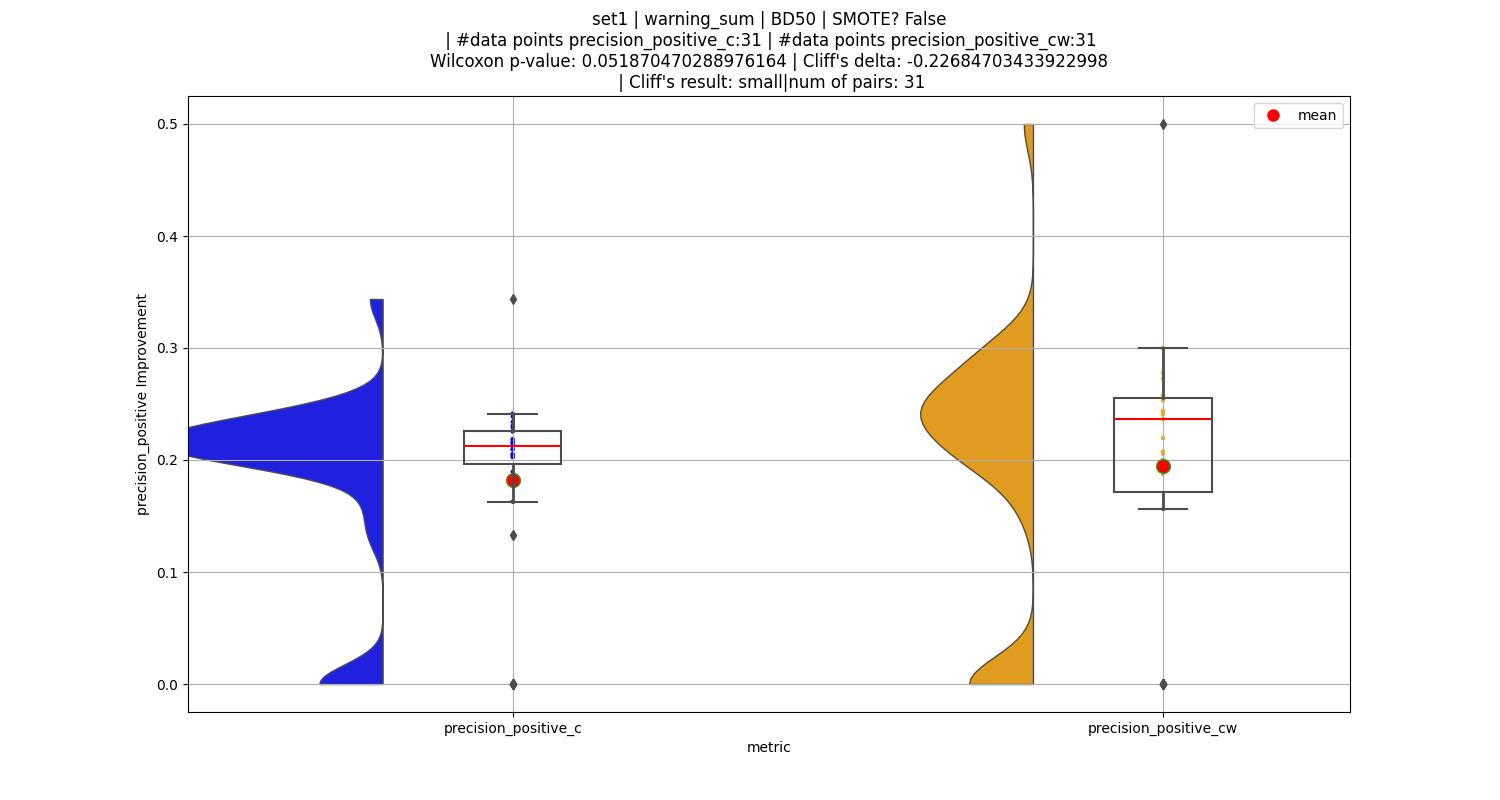 set1 | warning_sum | BD50 | SMOTE? False
| #data points precision_positive_c:31 | #data points precision_positive_cw:31
Wilcoxon p-value: 0.051870470288976164 | Cliff's delta: -0.22684703433922998
| Cliff's result: small|num of pairs: 31
mean
0.5
0.4
0.3
0.2
0.1
0.0
precision_positive Improvement
precision_positive_c
precision_positive_cw
metric